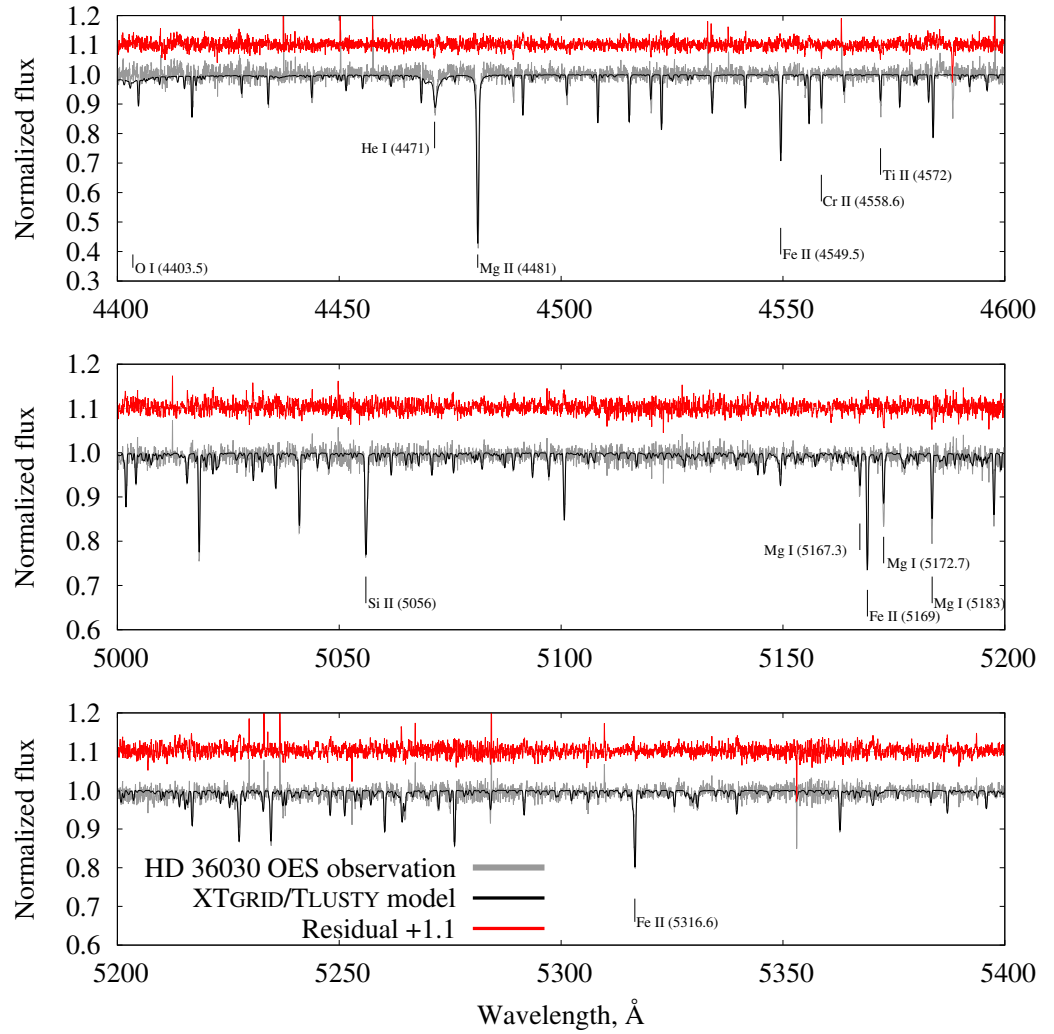 1.2
1.1
1.0
0.9
0.8
0.7
0.6
0.5
0.4
0.3
Normalized flux
He I (4471)
Ti II (4572)
Cr II (4558.6)
Fe II (4549.5)
O I (4403.5)
Mg II (4481)
4400 4450 4500 4550 4600
1.2
1.1
1.0
0.9
0.8
0.7
0.6
Normalized flux
Mg I (5167.3)
Mg I (5172.7)
Si II (5056)
Fe II (5169)
Mg I (5183)
5000 5050 5100 5150 5200
1.2
1.1
1.0
0.9
0.8
0.7
0.6
Normalized flux
HD 36030 OES observation
XTGRID/TLUSTY model
Residual +1.1
Fe II (5316.6)
5200 5250 5300 5350 5400
Wavelength, Å